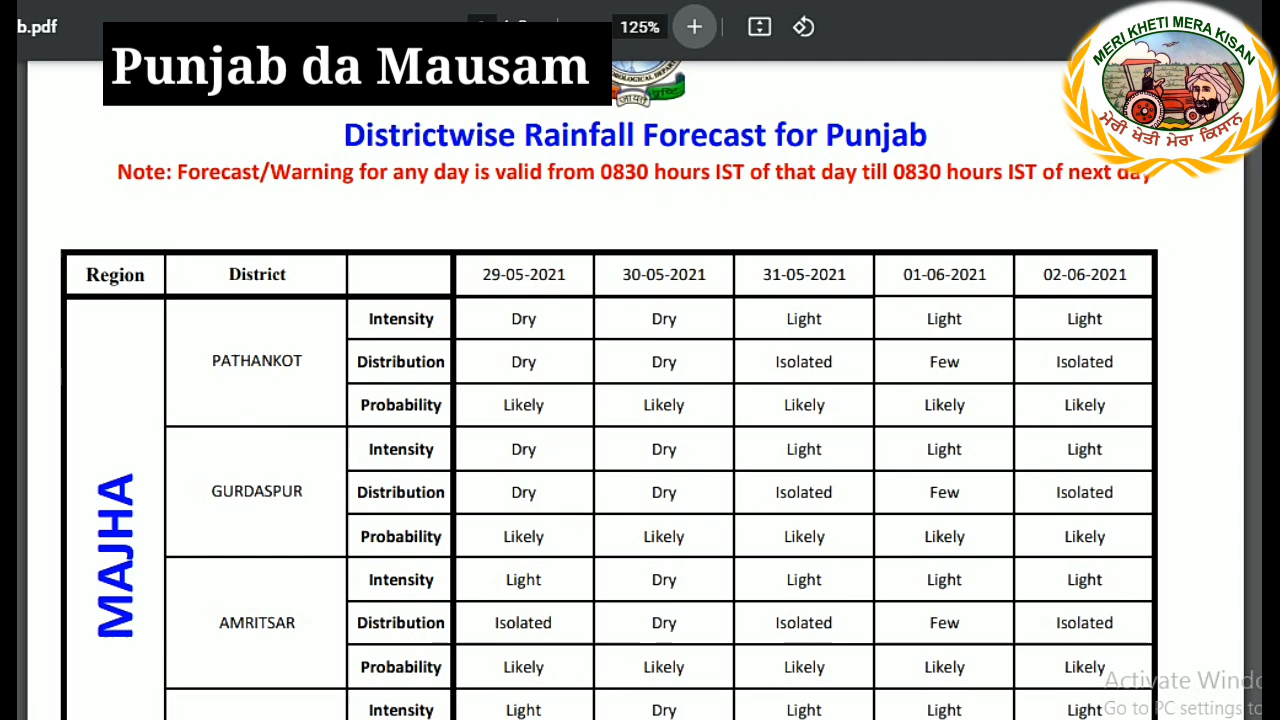 b.pdf
125%
Punjab da Mausam
MERI KHETI MERA KISAN
ਮੇਰੀ ਖੇਤੀ ਮੇਰਾ ਕਿਸਾਨ
Districtwise Rainfall Forecast for Punjab
Note: Forecast/Warning for any day is valid from 0830 hours IST of that day till 0830 hours IST of next day
Region District 29-05-2021 30-05-2021 31-05-2021 01-06-2021 02-06-2021
MAJHA
PATHANKOT
Intensity Dry Dry Light Light Light
Distribution Dry Dry Isolated Few Isolated
Probability Likely Likely Likely Likely Likely
GURDASPUR
Intensity Dry Dry Light Light Light
Distribution Dry Dry Isolated Few Isolated
Probability Likely Likely Likely Likely Likely
AMRITSAR
Intensity Light Dry Light Light Light
Distribution Isolated Dry Isolated Few Isolated
Probability Likely Likely Likely Likely Likely
Intensity Light Dry Light Light Light
Activate Windo
Go to PC settings to